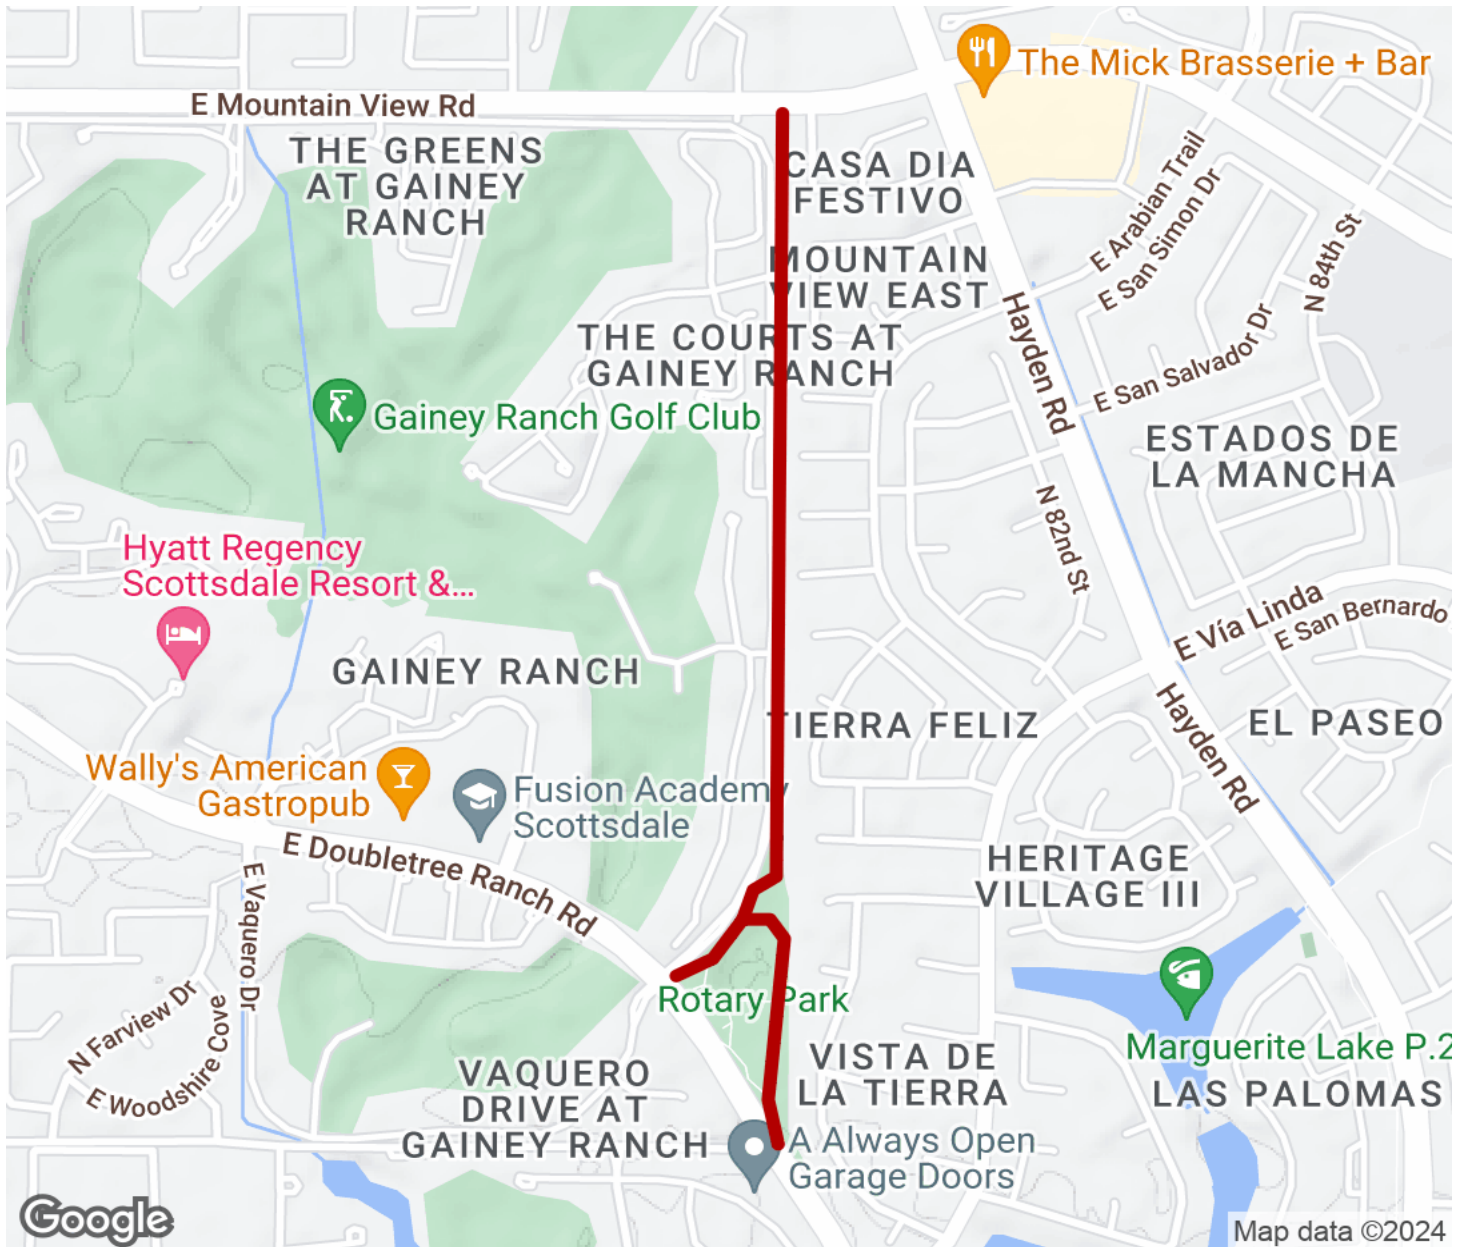 The Mick Brasserie + Bar
E Mountain View Rd
THE GREENS
AT GAINEY
RANCH
CASA DIA
FESTIVO
E Arabian Trail
E San Simon Dr
N 84th St
MOUNTAIN
VIEW EAST
Hayden Rd
THE COURTS AT
GAINEY RANCH
E San Salvador Dr
Gainey Ranch Golf Club
ESTADOS DE
LA MANCHA
N 82nd St
Hyatt Regency
Scottsdale Resort &...
E Vía Linda
E San Bernardo
GAINEY RANCH
Hayden Rd
TIERRA FELIZ
EL PASEO
Wally's American
Gastropub
Fusion Academy
Scottsdale
E Doubletree Ranch Rd
HERITAGE
VILLAGE III
E Vaquero Dr
N Farview Dr
E Woodshire Cove
Rotary Park
Marguerite Lake P.2
VISTA DE
LA TIERRA
LAS PALOMAS
VAQUERO
DRIVE AT
GAINEY RANCH
A Always Open
Garage Doors
Google
Map data ©2024